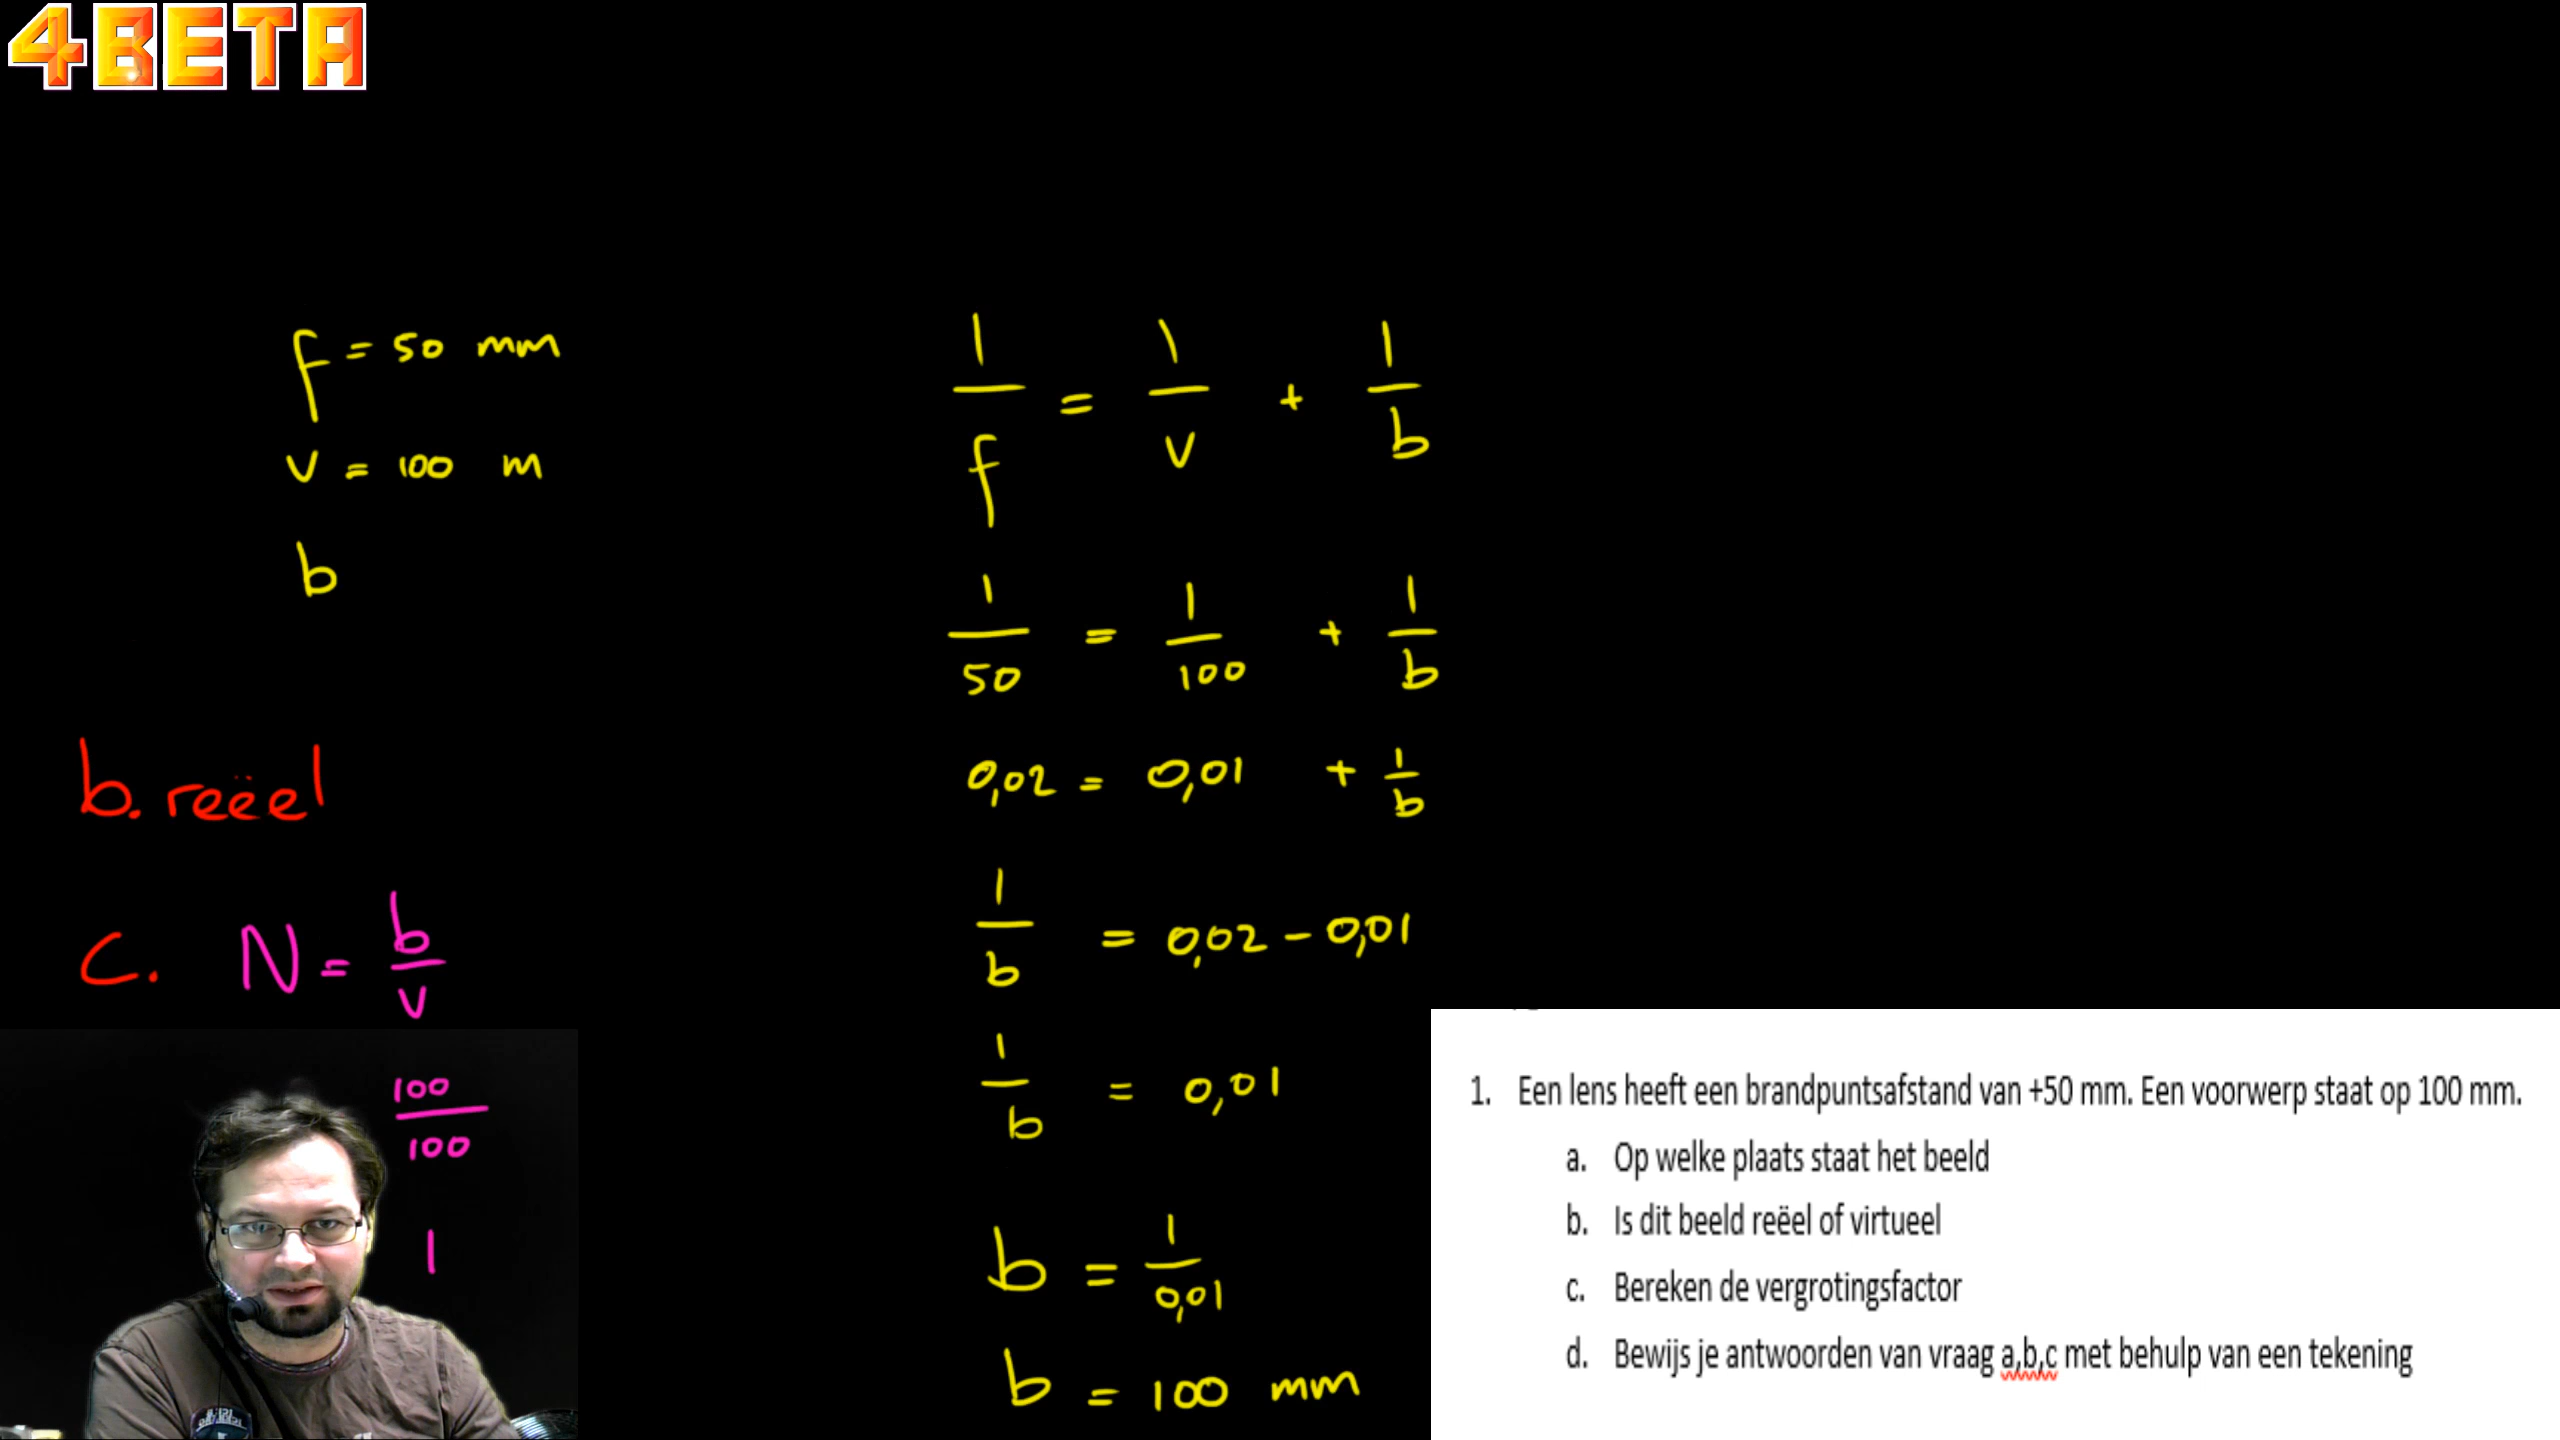 4BETA
f = 50 mm
v = 100 m
b
1/f = 1/v + 1/b
1/50 = 1/100 + 1/b
0,02 = 0,01 + 1/b
1/b = 0,02 - 0,01
1/b = 0,01
b = 1/0,01
b = 100 mm
b. reëel
c. N = b/v
100/100
1
1. Een lens heeft een brandpuntsafstand van +50 mm. Een voorwerp staat op 100 mm.
a. Op welke plaats staat het beeld
b. Is dit beeld reëel of virtueel
c. Bereken de vergrotingsfactor
d. Bewijs je antwoorden van vraag a,b,c met behulp van een tekening